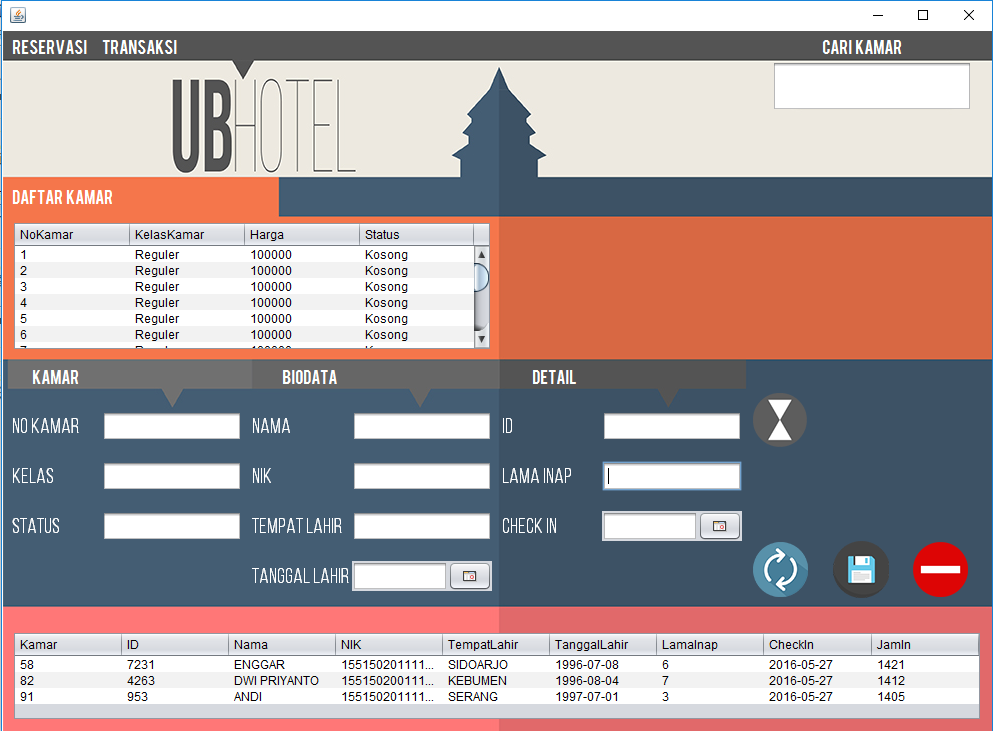 RESERVASI TRANSAKSI CARI KAMAR
UBHOTEL
DAFTAR KAMAR
NoKamar KelasKamar Harga Status
1 Reguler 100000 Kosong
2 Reguler 100000 Kosong
3 Reguler 100000 Kosong
4 Reguler 100000 Kosong
5 Reguler 100000 Kosong
6 Reguler 100000 Kosong
KAMAR BIODATA DETAIL
NO KAMAR NAMA ID
KELAS NIK LAMA INAP
STATUS TEMPAT LAHIR CHECK IN
TANGGAL LAHIR
Kamar ID Nama NIK TempatLahir TanggalLahir LamaInap CheckIn JamIn
58 7231 ENGGAR 155150201111... SIDOARJO 1996-07-08 6 2016-05-27 1421
82 4263 DWI PRIYANTO 155150200111... KEBUMEN 1996-08-04 7 2016-05-27 1412
91 953 ANDI 155150201111... SERANG 1997-07-01 3 2016-05-27 1405